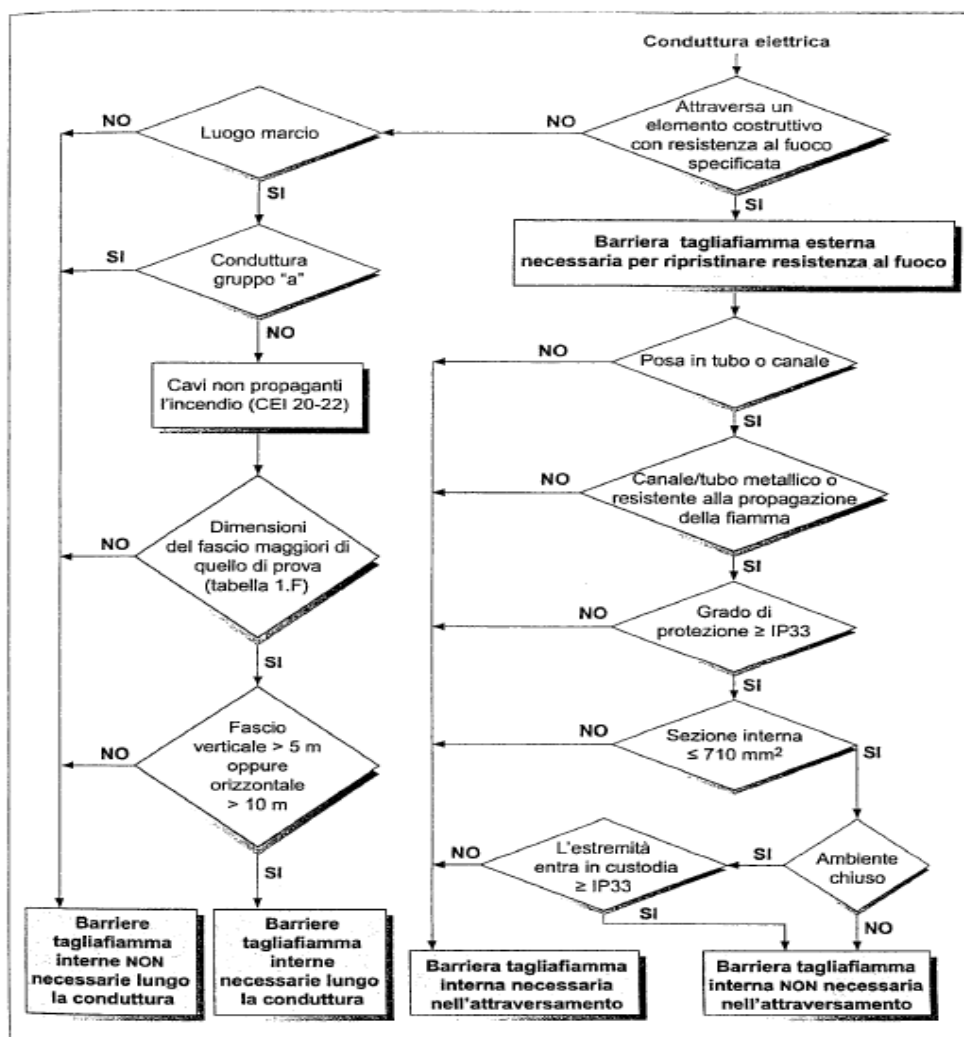 Conduttura elettrica
Attraversa un
elemento costruttivo
con resistenza al fuoco
specificata
NO
SI
Luogo marcio
NO
SI
Barriera tagliafiamma esterna
necessaria per ripristinare resistenza al fuoco
Conduttura
gruppo "a"
SI
NO
Posa in tubo o canale
NO
SI
Cavi non propaganti
l'incendio (CEI 20-22)
Canale/tubo metallico o
resistente alla propagazione
della fiamma
NO
SI
Dimensioni
del fascio maggiori di
quello di prova
(tabella 1.F)
NO
SI
Grado di
protezione ≥ IP33
NO
SI
Fascio
verticale > 5 m
oppure
orizzontale
> 10 m
NO
SI
Sezione interna
≤ 710 mm²
NO
SI
Ambiente
chiuso
SI
NO
L'estremità
entra in custodia
≥ IP33
NO
SI
Barriere
tagliafiamma
interne NON
necessarie lungo
la conduttura
Barriere
tagliafiamma
interne
necessarie lungo
la conduttura
Barriera tagliafiamma
interna necessaria
nell'attraversamento
Barriera tagliafiamma
interna NON necessaria
nell'attraversamento